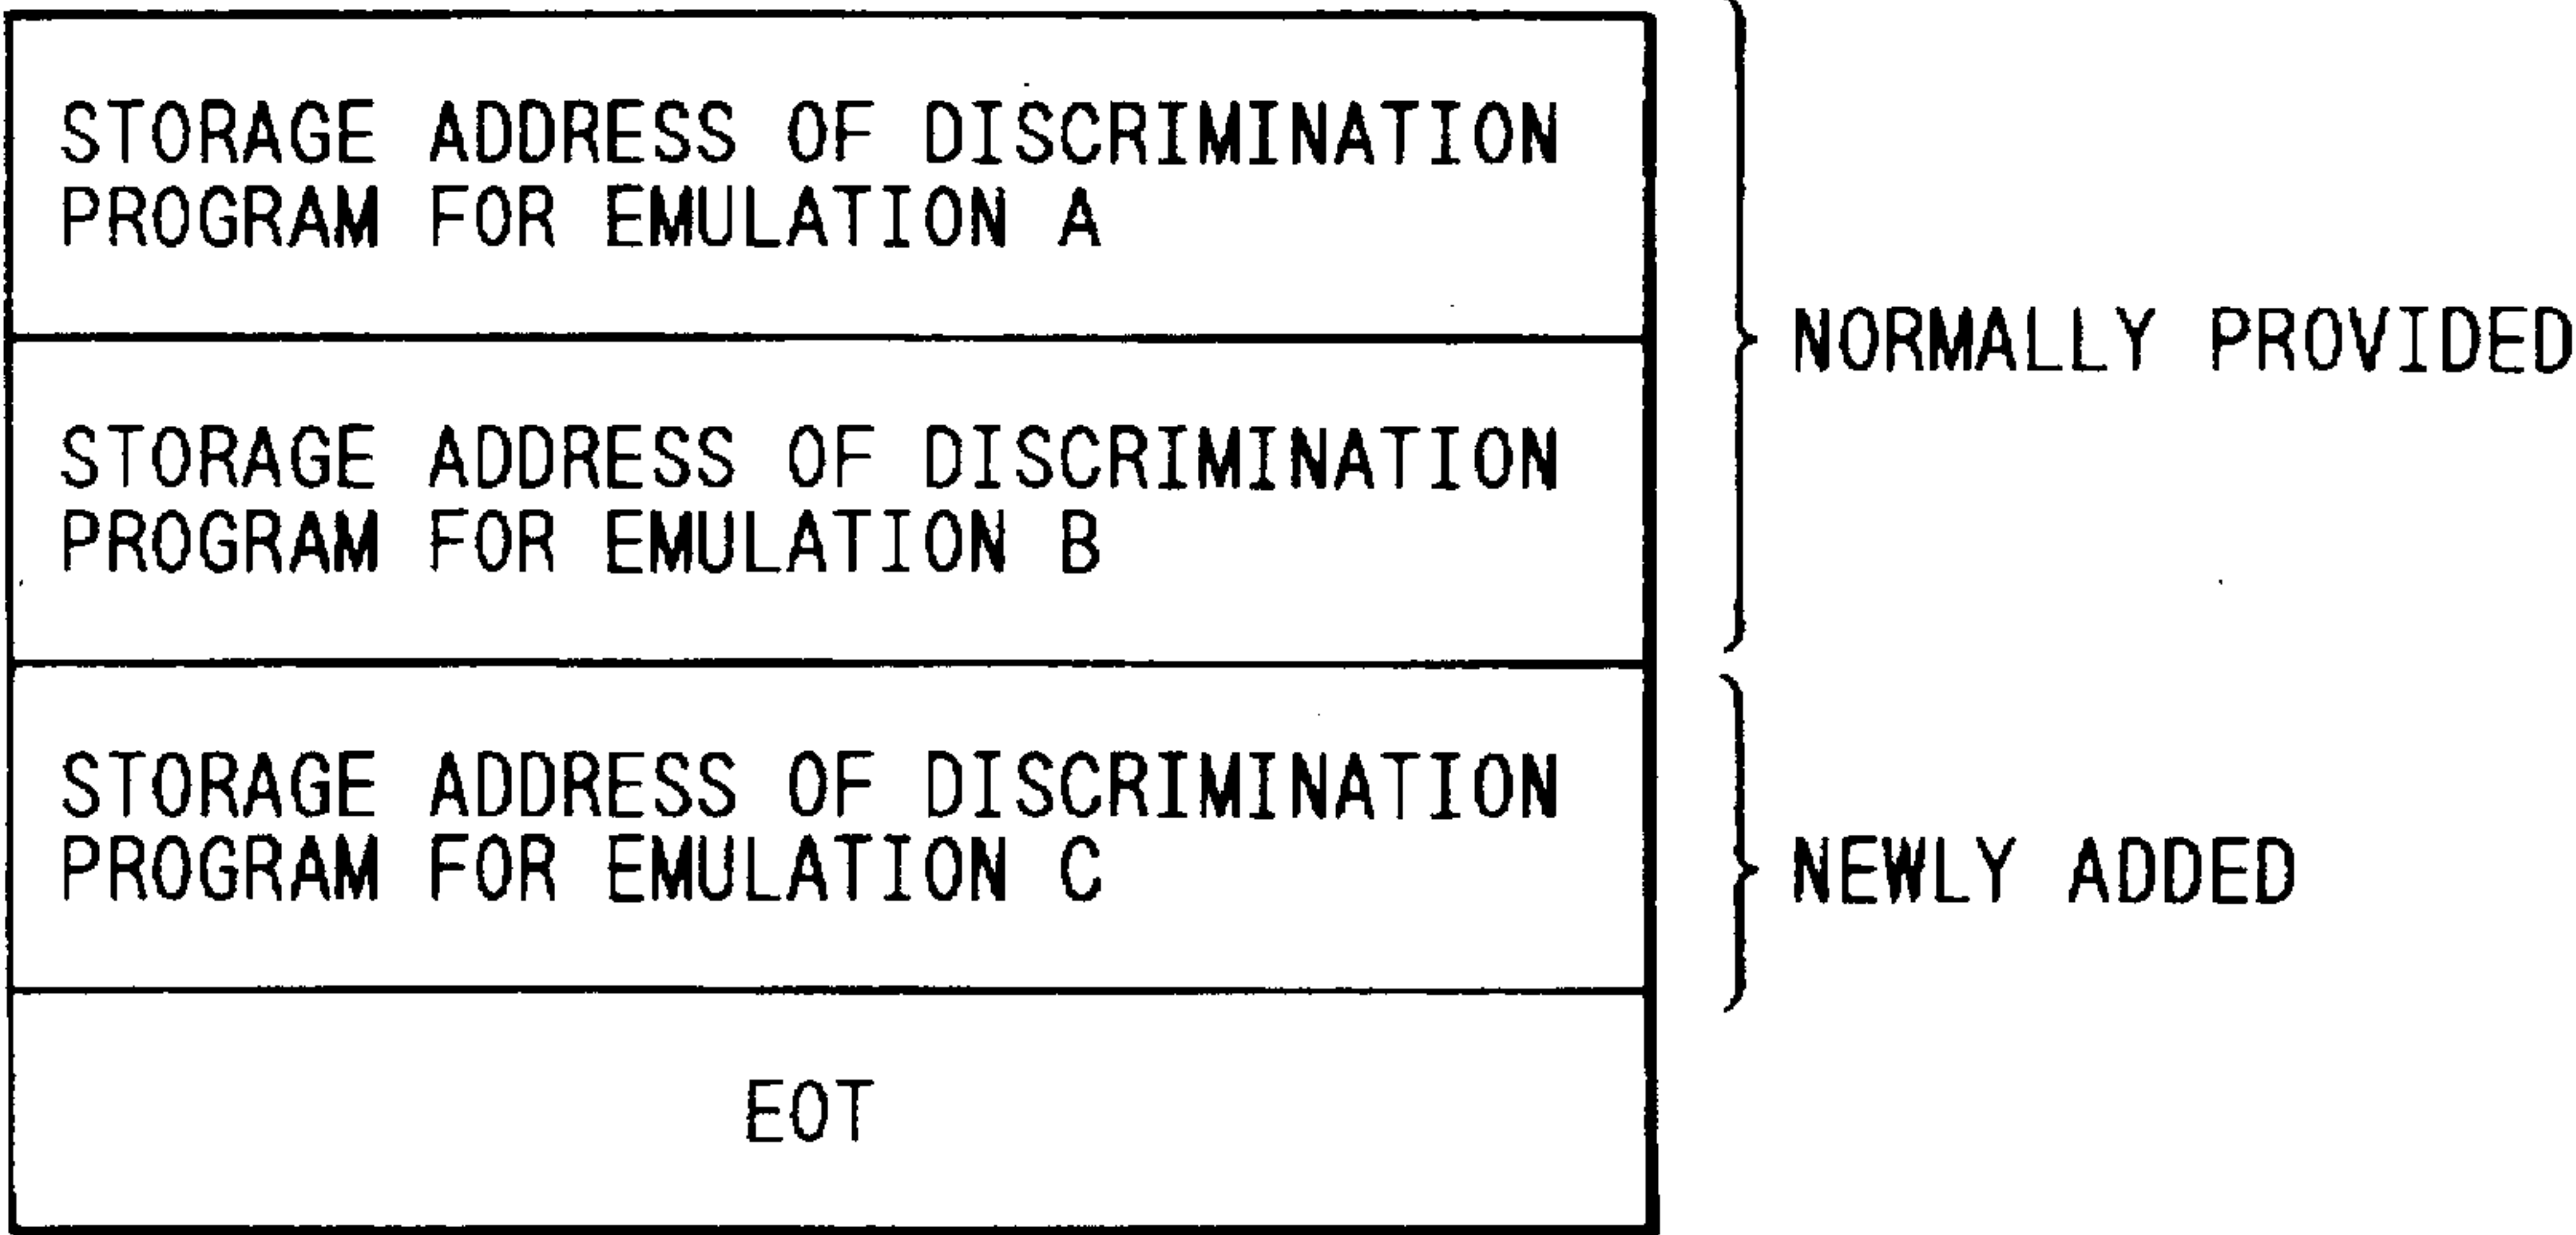 STORAGE ADDRESS OF DISCRIMINATION
PROGRAM FOR EMULATION A
NORMALLY PROVIDED
STORAGE ADDRESS OF DISCRIMINATION
PROGRAM FOR EMULATION B
STORAGE ADDRESS OF DISCRIMINATION
PROGRAM FOR EMULATION C
NEWLY ADDED
EOT